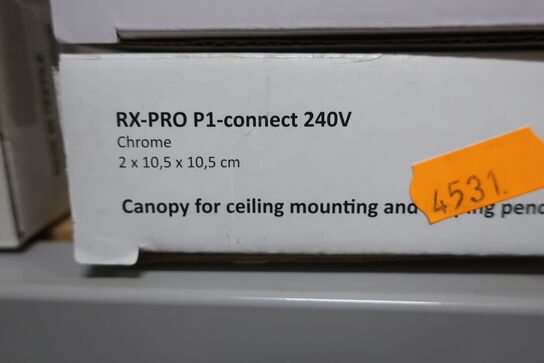 RX-PRO P1-connect 240V
Chrome
2 x 10,5 x 10,5 cm
4531.
Canopy for ceiling mounting and